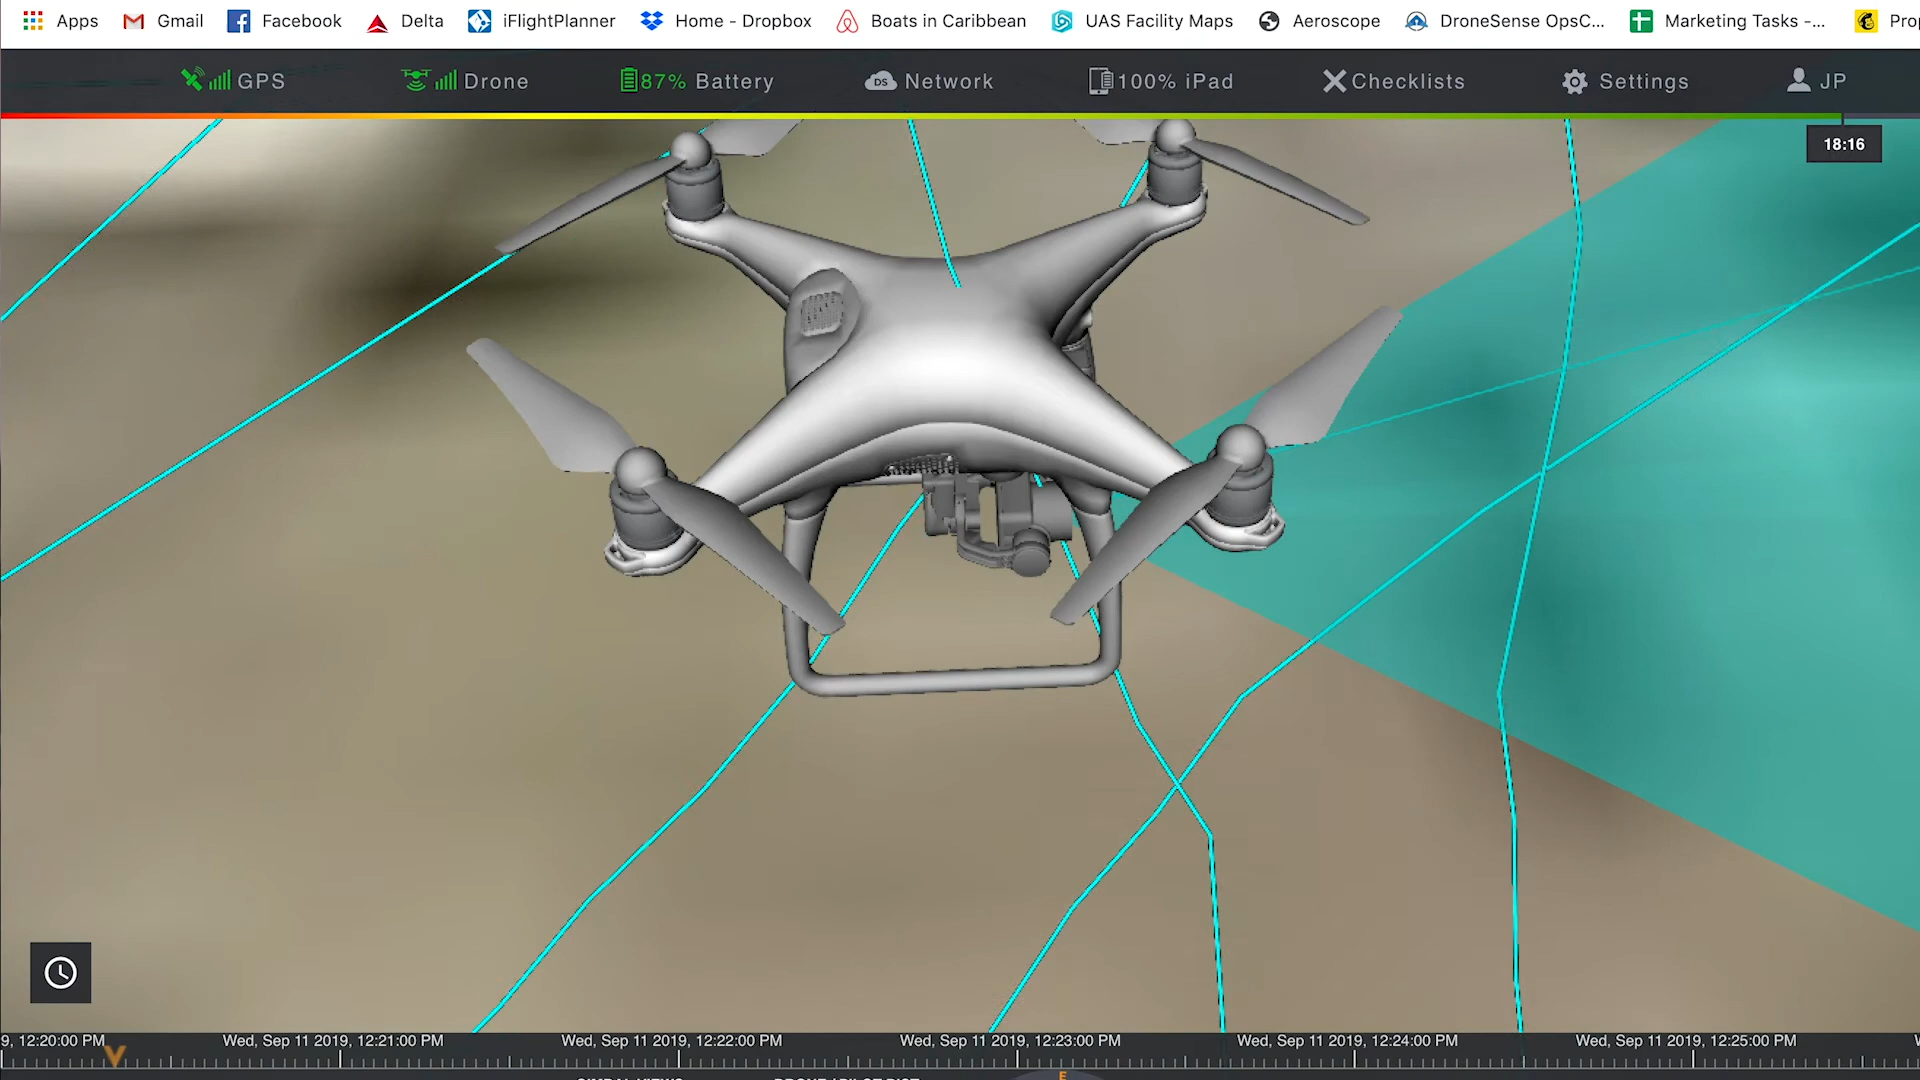 Apps Gmail Facebook Delta iFlightPlanner Home - Dropbox Boats in Caribbean UAS Facility Maps Aeroscope DroneSense OpsC... Marketing Tasks -...
GPS Drone 87% Battery DS Network 100% iPad Checklists Settings JP
18:16
9, 12:20:00 PM Wed, Sep 11 2019, 12:21:00 PM Wed, Sep 11 2019, 12:22:00 PM Wed, Sep 11 2019, 12:23:00 PM Wed, Sep 11 2019, 12:24:00 PM Wed, Sep 11 2019, 12:25:00 PM